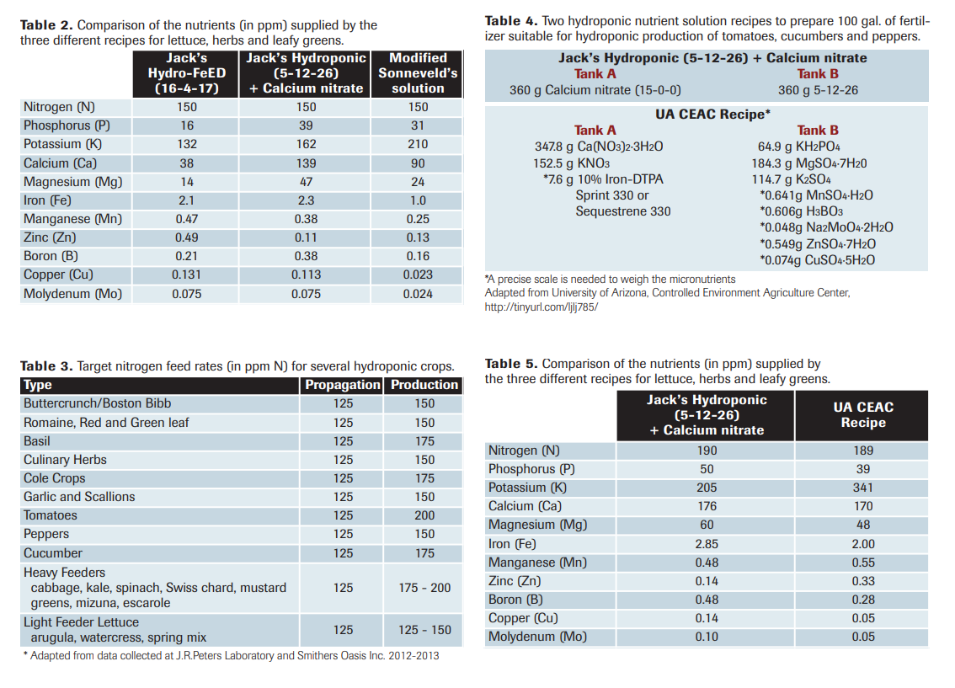 Table 2. Comparison of the nutrients (in ppm) supplied by the
three different recipes for lettuce, herbs and leafy greens.
Jack's Hydro-FeED (16-4-17) Jack's Hydroponic (5-12-26) + Calcium nitrate Modified Sonneveld's solution
Nitrogen (N) 150 150 150
Phosphorus (P) 16 39 31
Potassium (K) 132 162 210
Calcium (Ca) 38 139 90
Magnesium (Mg) 14 47 24
Iron (Fe) 2.1 2.3 1.0
Manganese (Mn) 0.47 0.38 0.25
Zinc (Zn) 0.49 0.11 0.13
Boron (B) 0.21 0.38 0.16
Copper (Cu) 0.131 0.113 0.023
Molydenum (Mo) 0.075 0.075 0.024
Table 4. Two hydroponic nutrient solution recipes to prepare 100 gal. of fertil-
izer suitable for hydroponic production of tomatoes, cucumbers and peppers.
Jack's Hydroponic (5-12-26) + Calcium nitrate
Tank A Tank B
360 g Calcium nitrate (15-0-0) 360 g 5-12-26
UA CEAC Recipe*
Tank A Tank B
347.8 g Ca(NO3)2·3H2O 64.9 g KH2PO4
152.5 g KNO3 184.3 g MgSO4·7H20
*7.6 g 10% Iron-DTPA 114.7 g K2SO4
Sprint 330 or *0.641g MnSO4·H2O
Sequestrene 330 *0.606g H3BO3
*0.048g Na2MoO4·2H2O
*0.549g ZnSO4·7H2O
*0.074g CuSO4·5H2O
*A precise scale is needed to weigh the micronutrients
Adapted from University of Arizona, Controlled Environment Agriculture Center,
http://tinyurl.com/ljlj785/
Table 3. Target nitrogen feed rates (in ppm N) for several hydroponic crops.
Type Propagation Production
Buttercrunch/Boston Bibb 125 150
Romaine, Red and Green leaf 125 150
Basil 125 175
Culinary Herbs 125 150
Cole Crops 125 175
Garlic and Scallions 125 150
Tomatoes 125 200
Peppers 125 150
Cucumber 125 175
Heavy Feeders
cabbage, kale, spinach, Swiss chard, mustard 125 175 - 200
greens, mizuna, escarole
Light Feeder Lettuce 125 125 - 150
arugula, watercress, spring mix
* Adapted from data collected at J.R.Peters Laboratory and Smithers Oasis Inc. 2012-2013
Table 5. Comparison of the nutrients (in ppm) supplied by
the three different recipes for lettuce, herbs and leafy greens.
Jack's Hydroponic (5-12-26) + Calcium nitrate UA CEAC Recipe
Nitrogen (N) 190 189
Phosphorus (P) 50 39
Potassium (K) 205 341
Calcium (Ca) 176 170
Magnesium (Mg) 60 48
Iron (Fe) 2.85 2.00
Manganese (Mn) 0.48 0.55
Zinc (Zn) 0.14 0.33
Boron (B) 0.48 0.28
Copper (Cu) 0.14 0.05
Molydenum (Mo) 0.10 0.05